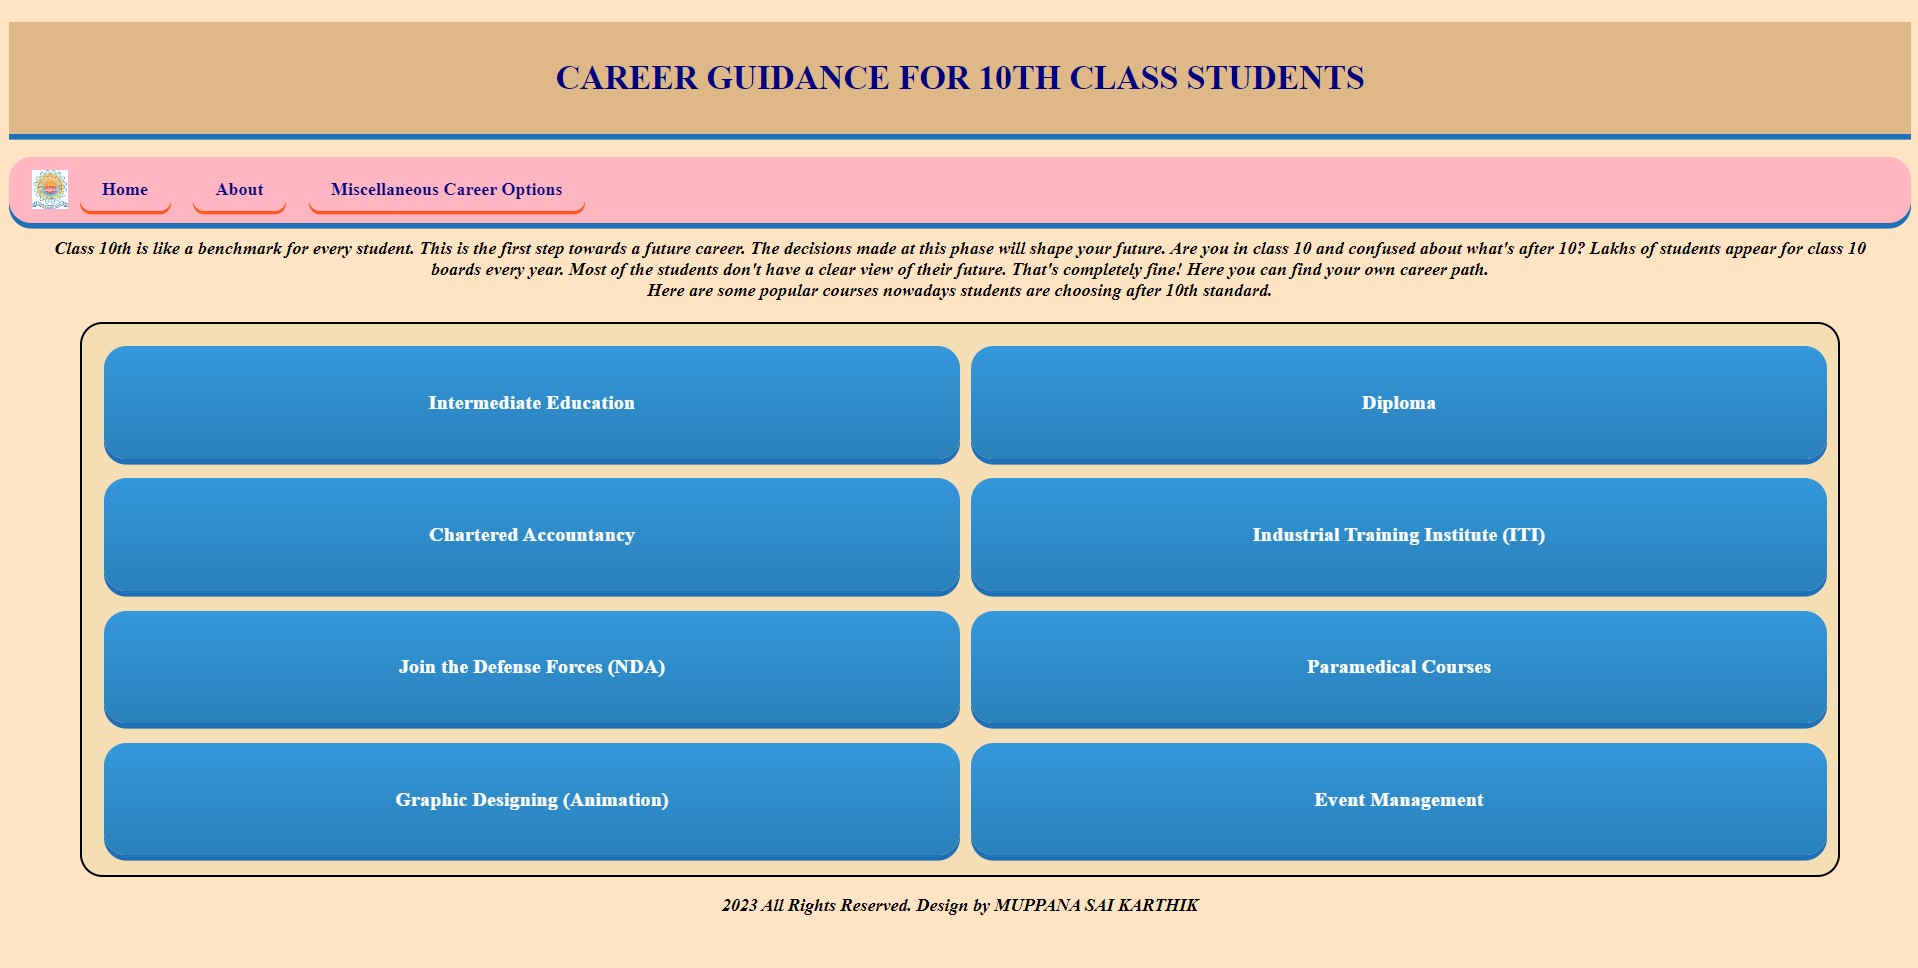 CAREER GUIDANCE FOR 10TH CLASS STUDENTS
Home About Miscellaneous Career Options
Class 10th is like a benchmark for every student. This is the first step towards a future career. The decisions made at this phase will shape your future. Are you in class 10 and confused about what's after 10? Lakhs of students appear for class 10
boards every year. Most of the students don't have a clear view of their future. That's completely fine! Here you can find your own career path.
Here are some popular courses nowadays students are choosing after 10th standard.
Intermediate Education
Diploma
Chartered Accountancy
Industrial Training Institute (ITI)
Join the Defense Forces (NDA)
Paramedical Courses
Graphic Designing (Animation)
Event Management
2023 All Rights Reserved. Design by MUPPANA SAI KARTHIK